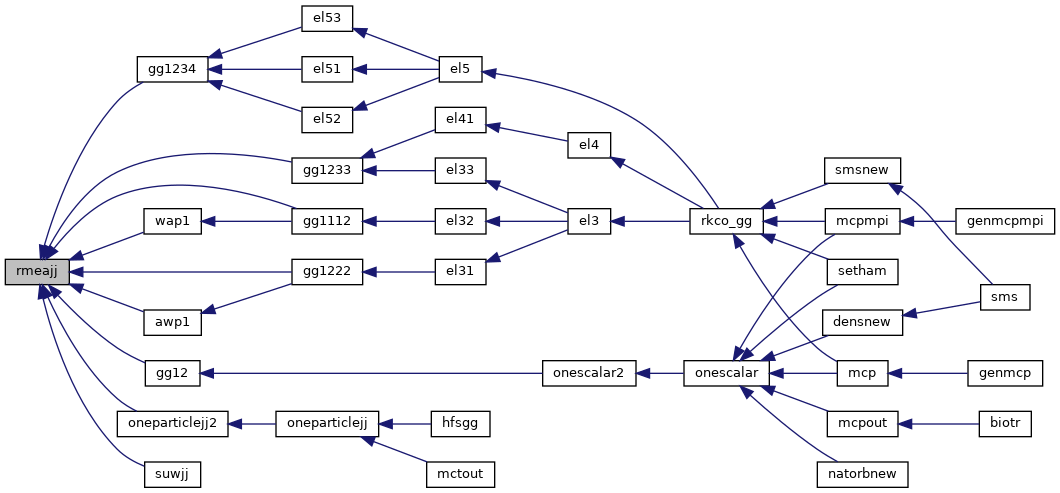 el53
gg1234
el51
el5
el52
el41
el4
gg1233
el33
smsnew
wap1
gg1112
el32
el3
rkco_gg
mcpmpi
genmcpmpi
rmeajj
gg1222
el31
setham
sms
awp1
densnew
gg12
onescalar2
onescalar
mcp
genmcp
oneparticlejj2
oneparticlejj
hfsgg
mcpout
biotr
suwjj
mctout
natorbnew